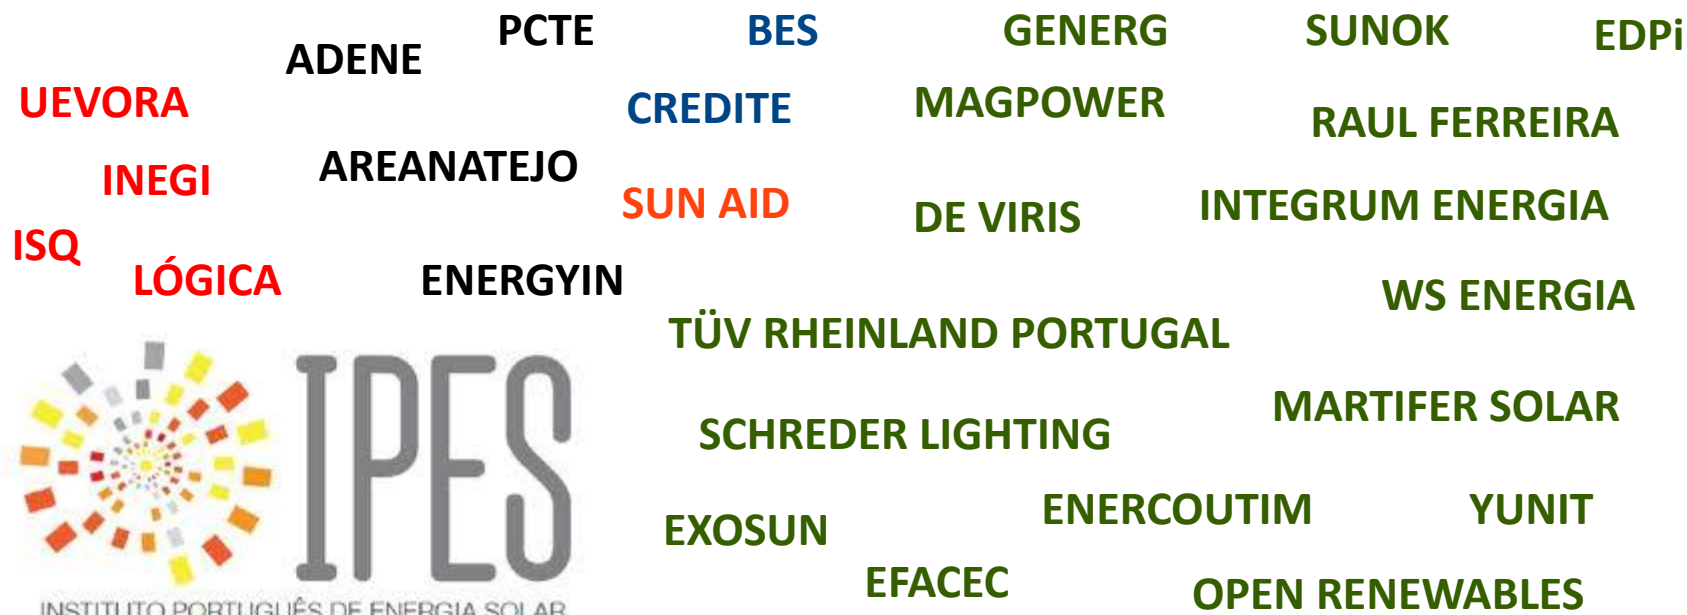 PCTE
BES
GENERG
SUNOK
EDPi
ADENE
UEVORA
CREDITE
MAGPOWER
RAUL FERREIRA
AREANATEJO
INEGI
SUN AID
DE VIRIS
INTEGRUM ENERGIA
ISQ
LÓGICA
ENERGYIN
WS ENERGIA
TÜV RHEINLAND PORTUGAL
IPES
MARTIFER SOLAR
SCHREDER LIGHTING
ENERCOUTIM
YUNIT
EXOSUN
EFACEC
OPEN RENEWABLES
INSTITUTO PORTUGUÊS DE ENERGIA SOLAR